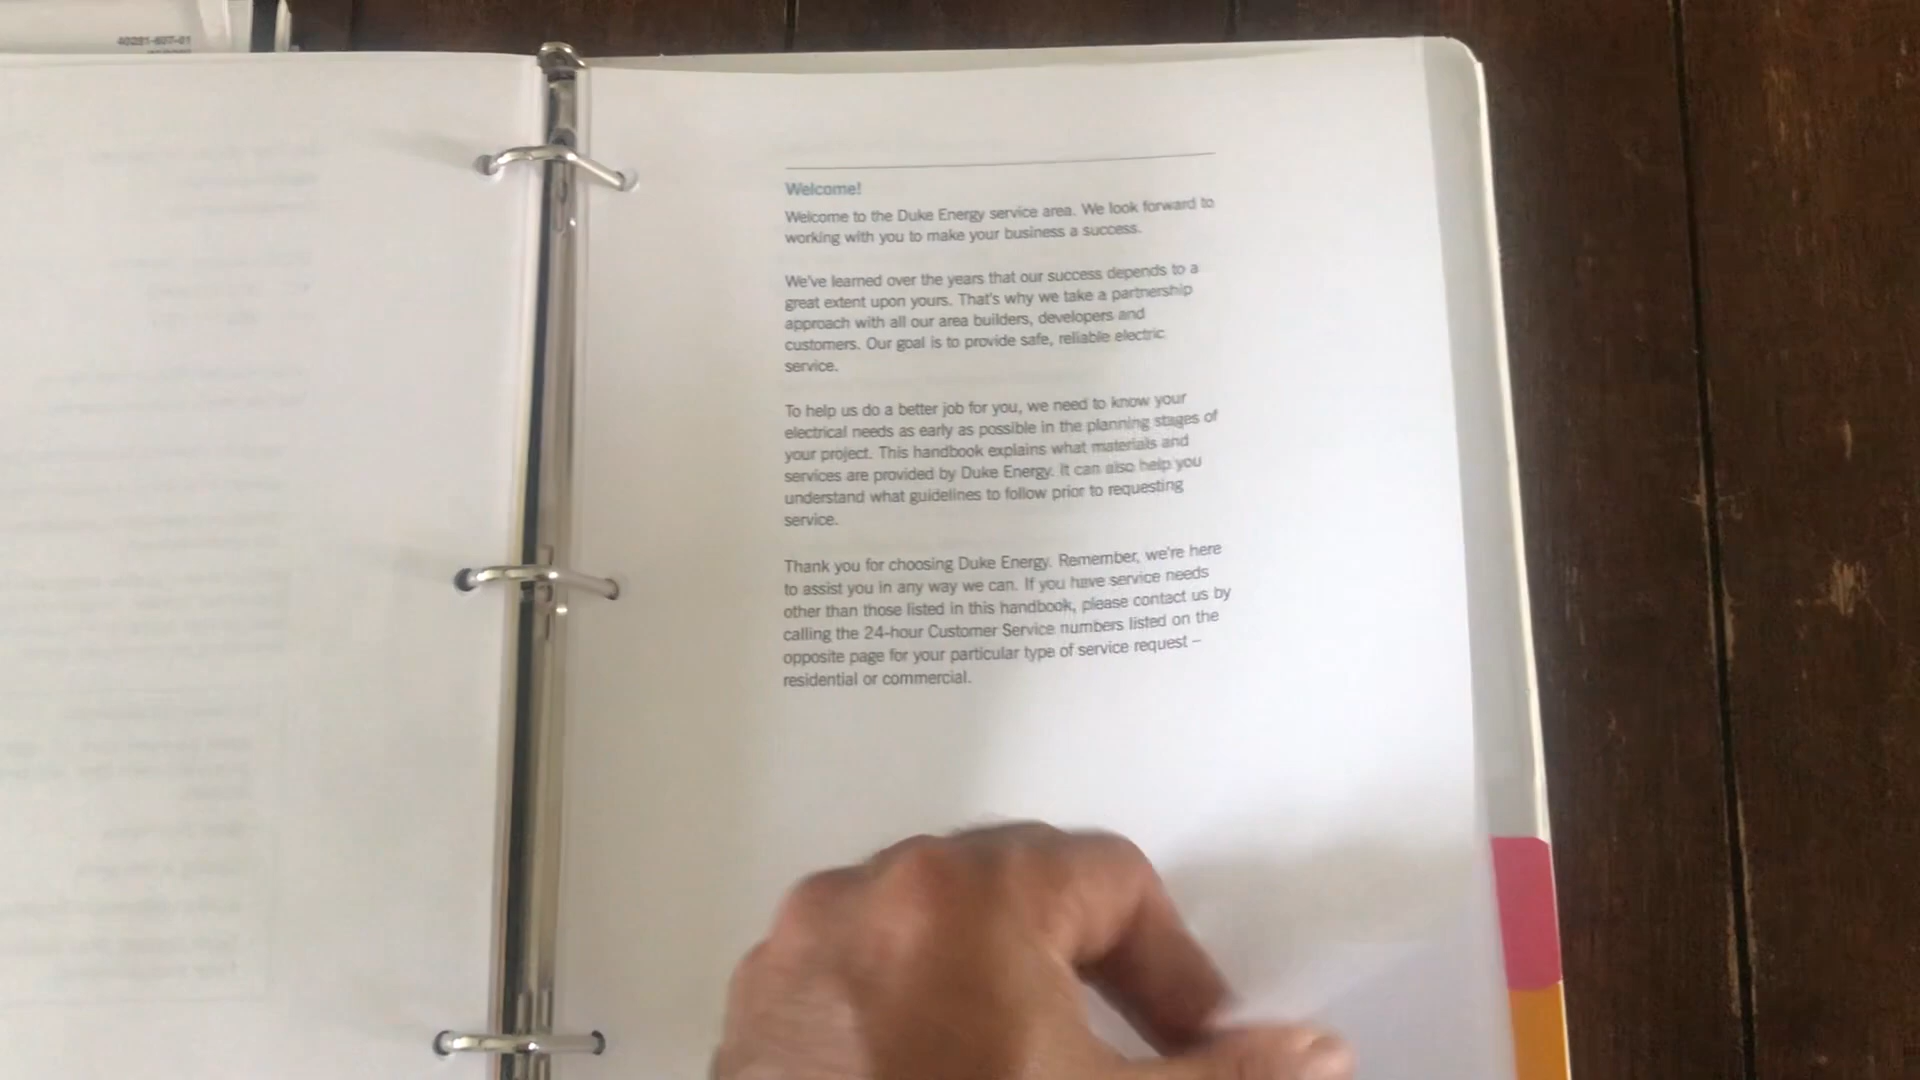 40281-607-01
Welcome!
Welcome to the Duke Energy service area. We look forward to
working with you to make your business a success.
We've learned over the years that our success depends to a
great extent upon yours. That's why we take a partnership
approach with all our area builders, developers and
customers. Our goal is to provide safe, reliable electric
service.
To help us do a better job for you, we need to know your
electrical needs as early as possible in the planning stages of
your project. This handbook explains what materials and
services are provided by Duke Energy. It can also help you
understand what guidelines to follow prior to requesting
service.
Thank you for choosing Duke Energy. Remember, we're here
to assist you in any way we can. If you have service needs
other than those listed in this handbook, please contact us by
calling the 24-hour Customer Service numbers listed on the
opposite page for your particular type of service request –
residential or commercial.